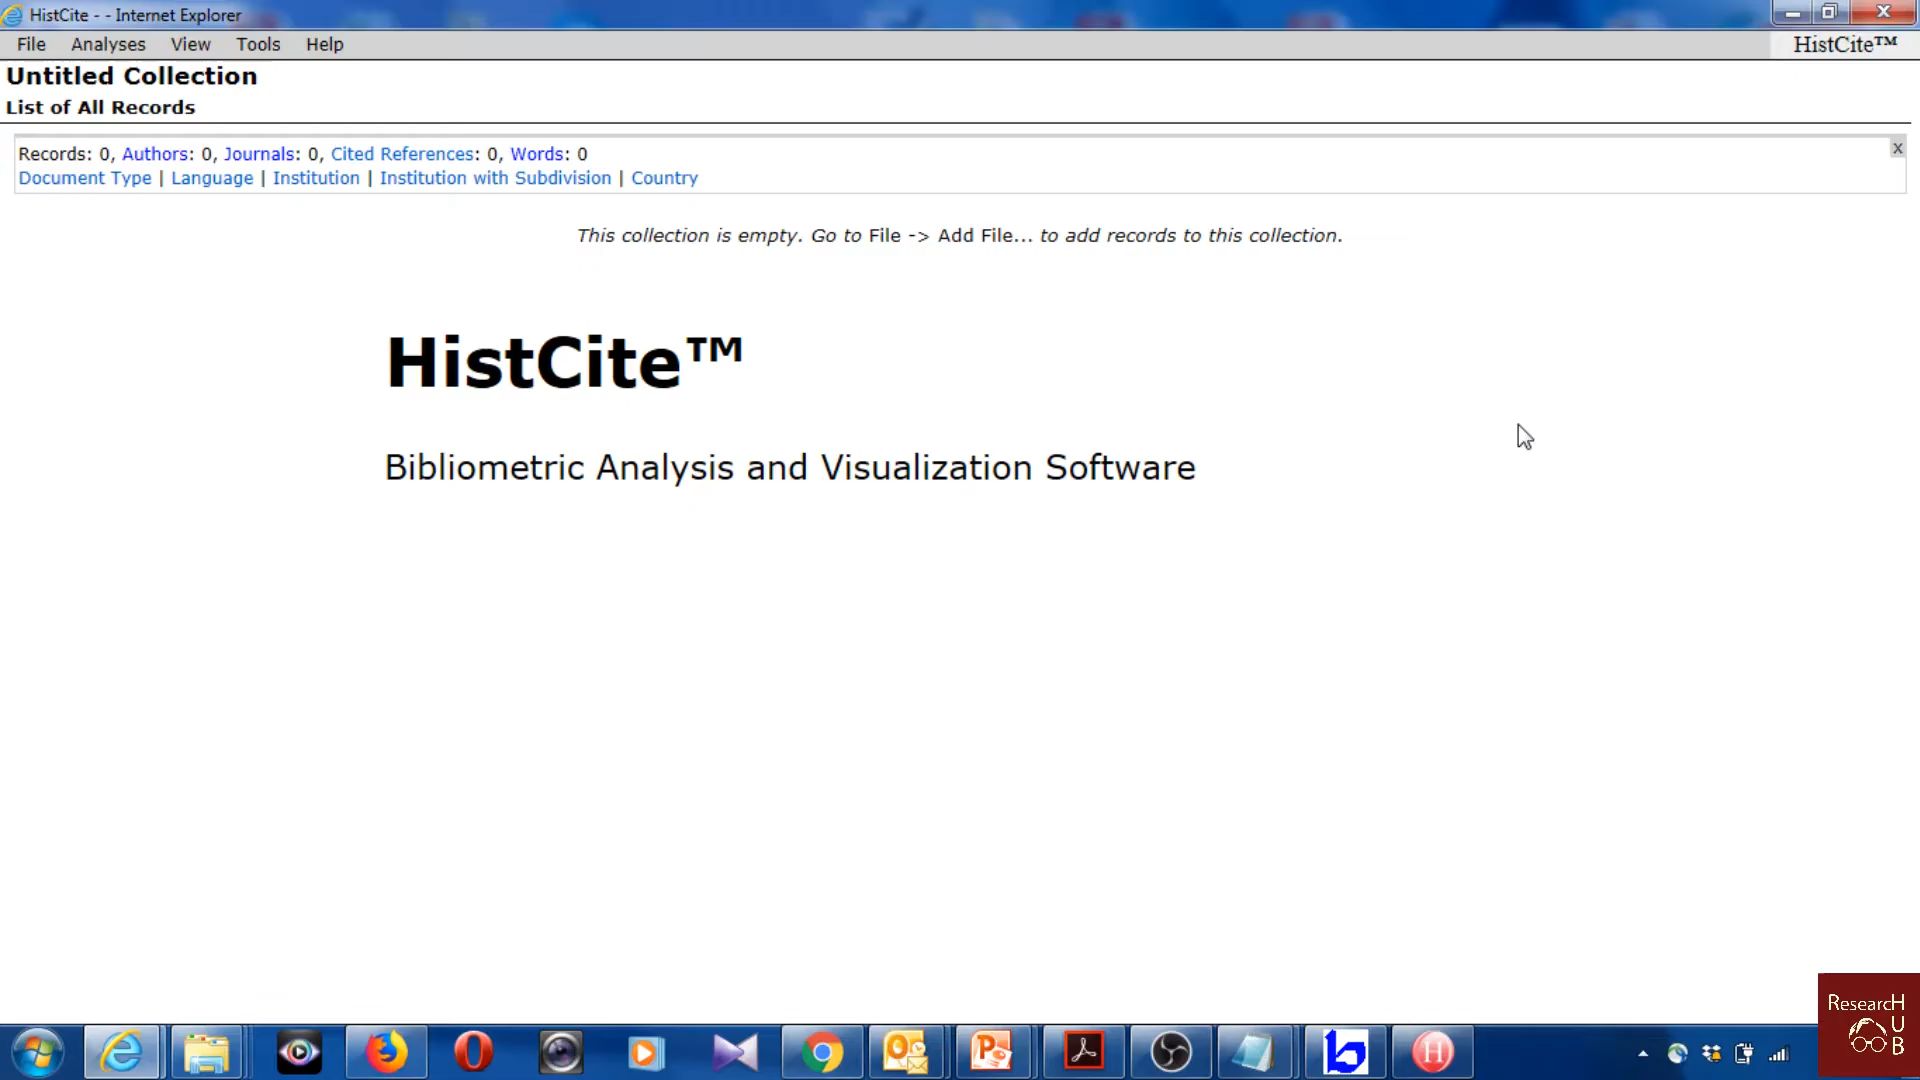 HistCite - - Internet Explorer
File Analyses View Tools Help HistCite™
Untitled Collection
List of All Records
Records: 0, Authors: 0, Journals: 0, Cited References: 0, Words: 0
X
Document Type | Language | Institution | Institution with Subdivision | Country
This collection is empty. Go to File -> Add File... to add records to this collection.
HistCite™
Bibliometric Analysis and Visualization Software
ResearcH
U
B